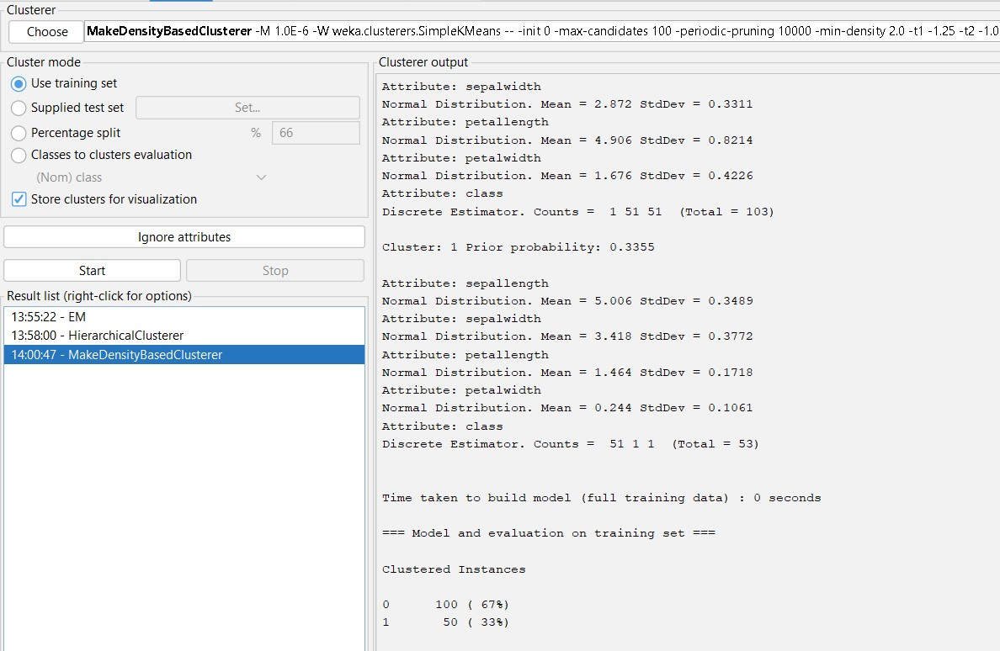 Clusterer
Choose
MakeDensityBasedClusterer -M 1.0E-6 -W weka.clusterers.SimpleKMeans -- -init 0 -max-candidates 100 -periodic-pruning 10000 -min-density 2.0 -t1 -1.25 -t2 -1.0
Cluster mode
Use training set
Supplied test set
Set...
Percentage split
%
66
Classes to clusters evaluation
(Nom) class
Store clusters for visualization
Ignore attributes
Start
Stop
Result list (right-click for options)
13:55:22 - EM
13:58:00 - HierarchicalClusterer
14:00:47 - MakeDensityBasedClusterer
Clusterer output
Attribute: sepalwidth
Normal Distribution. Mean = 2.872 StdDev = 0.3311
Attribute: petallength
Normal Distribution. Mean = 4.906 StdDev = 0.8214
Attribute: petalwidth
Normal Distribution. Mean = 1.676 StdDev = 0.4226
Attribute: class
Discrete Estimator. Counts =  1 51 51  (Total = 103)
Cluster: 1 Prior probability: 0.3355
Attribute: sepallength
Normal Distribution. Mean = 5.006 StdDev = 0.3489
Attribute: sepalwidth
Normal Distribution. Mean = 3.418 StdDev = 0.3772
Attribute: petallength
Normal Distribution. Mean = 1.464 StdDev = 0.1718
Attribute: petalwidth
Normal Distribution. Mean = 0.244 StdDev = 0.1061
Attribute: class
Discrete Estimator. Counts =  51 1 1  (Total = 53)
Time taken to build model (full training data) : 0 seconds
=== Model and evaluation on training set ===
Clustered Instances
0      100 ( 67%)
1       50 ( 33%)